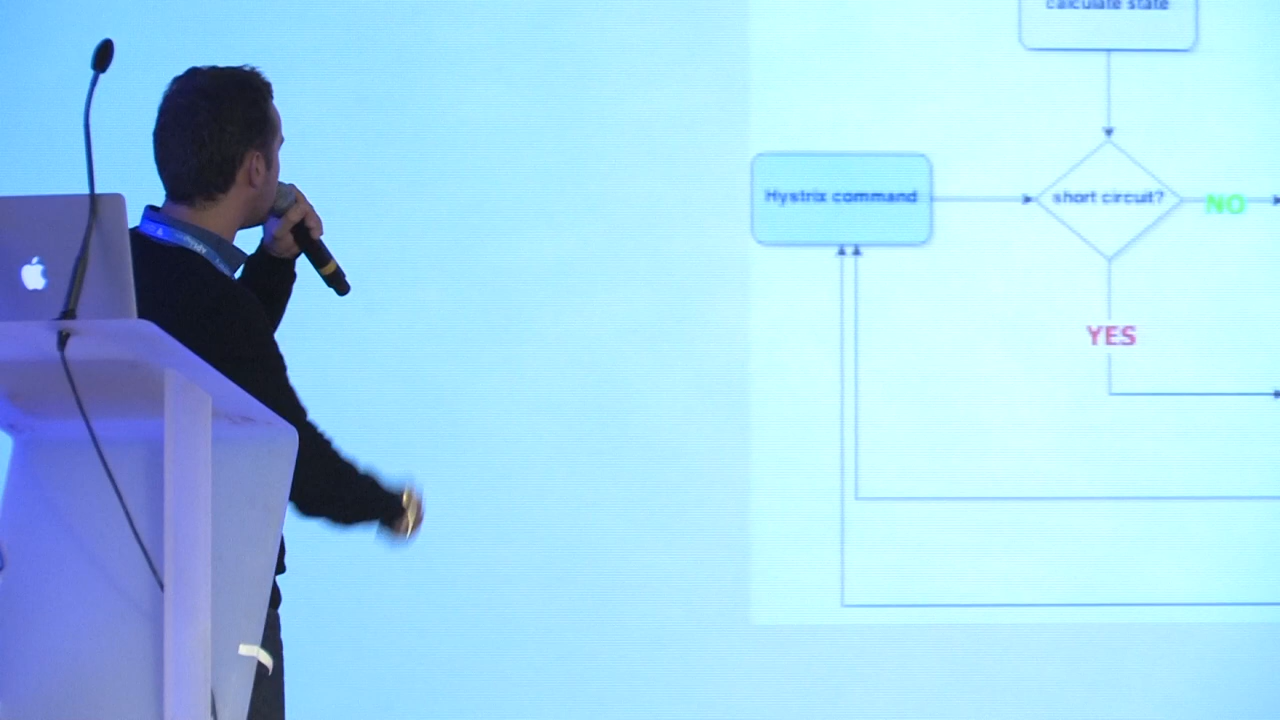 calculate state
Hystrix command
short circuit?
NO
YES